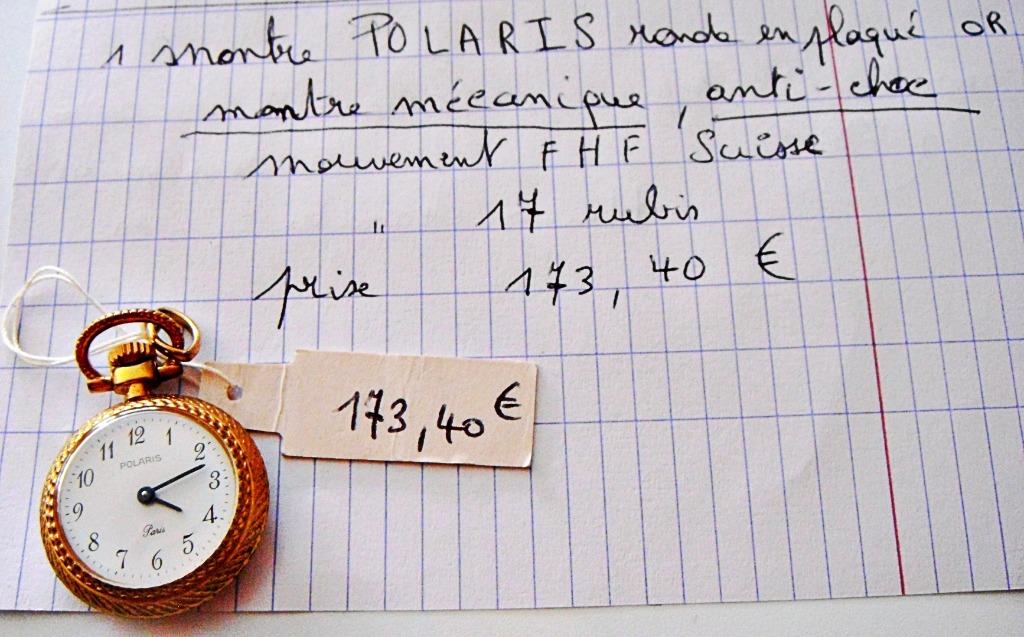 1 montre POLARIS ronde en plaqué OR
montre mécanique, anti-choc
mouvement FHF Suisse
" 17 rubis
prise 173,40 €
173,40 €
12
1
2
3
4
5
6
7
8
9
10
11
POLARIS
Paris